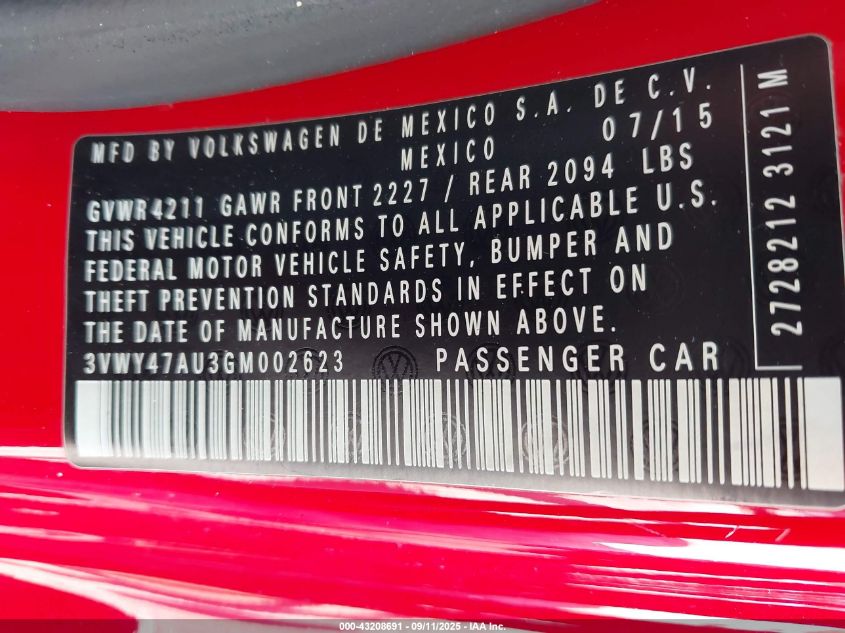 MFD BY VOLKSWAGEN DE MEXICO S.A. DE C.V.
MEXICO 07/15
GVWR 4211 GAWR FRONT 2227 / REAR 2094 LBS
THIS VEHICLE CONFORMS TO ALL APPLICABLE U.S.
FEDERAL MOTOR VEHICLE SAFETY, BUMPER AND
THEFT PREVENTION STANDARDS IN EFFECT ON
THE DATE OF MANUFACTURE SHOWN ABOVE.
3VWY47AU3GM002623 PASSENGER CAR
2728212 3121 M
000-43208691 - 09/11/2025 - IAA Inc.